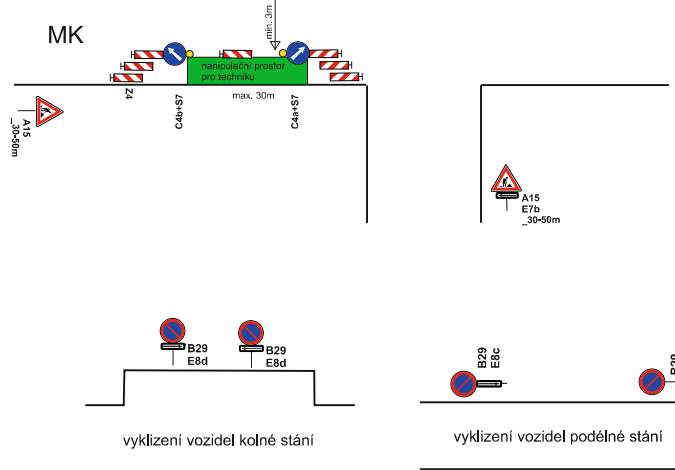 MK
min. 3m
nanipulační prostor
pro techniku
max. 30m
Z4
C4b+S7
C4a+S7
A15
_30-50m
A15
E7b
_30-50m
B29
E8d
B29
E8d
B29
E8c
B29
vyklizení vozidel kolné stání
vyklizení vozidel podélné stání